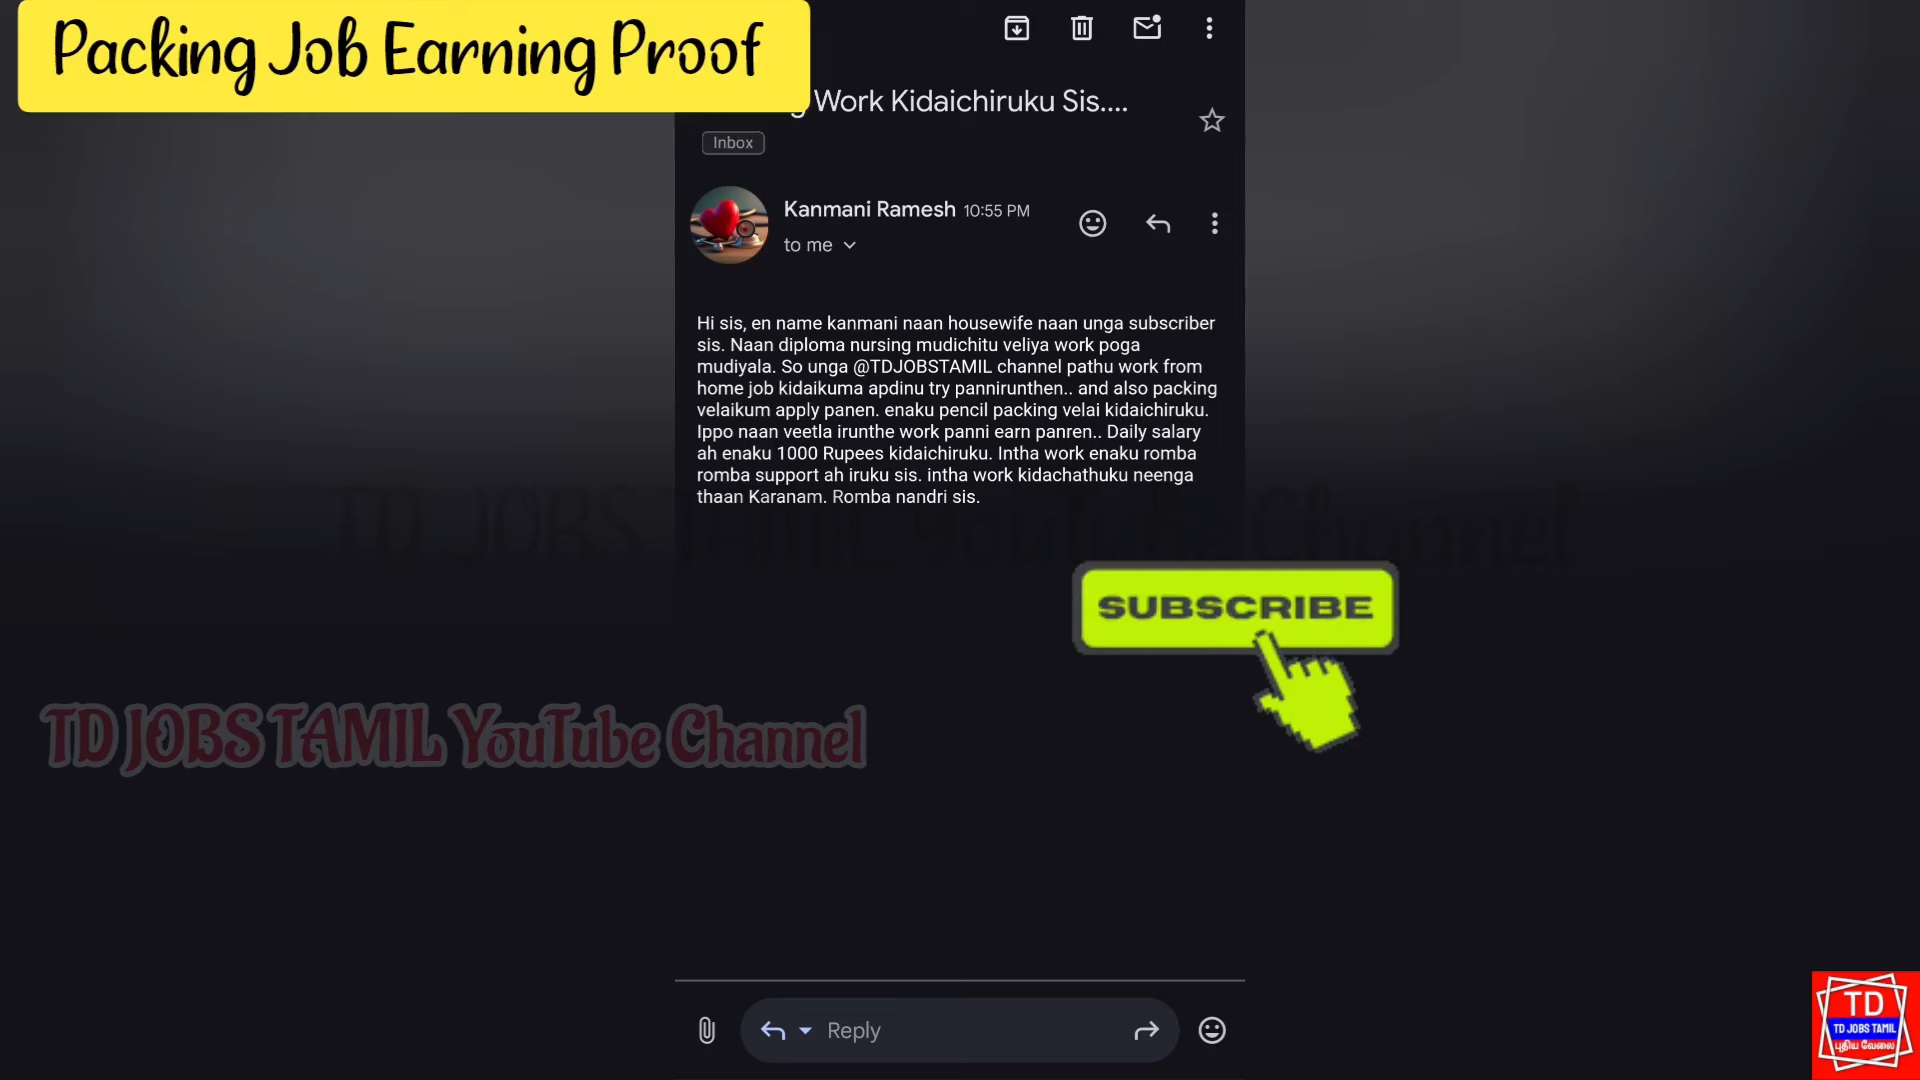 Packing Job Earning Proof
Work Kidaichiruku Sis....
Inbox
Kanmani Ramesh 10:55 PM
to me
Hi sis, en name kanmani naan housewife naan unga subscriber
sis. Naan diploma nursing mudichitu veliya work poga
mudiyala. So unga @TDJOBSTAMIL channel pathu work from
home job kidaikuma apdinu try pannirunthen.. and also packing
velaikum apply panen. enaku pencil packing velai kidaichiruku.
Ippo naan veetla irunthe work panni earn panren.. Daily salary
ah enaku 1000 Rupees kidaichiruku. Intha work enaku romba
romba support ah iruku sis. intha work kidachathuku neenga
thaan Karanam. Romba nandri sis.
TD JOBS TAMIL YouTube Channel
SUBSCRIBE
TD JOBS TAMIL YouTube Channel
Reply
TD
TD JOBS TAMIL
புதிய வேலை